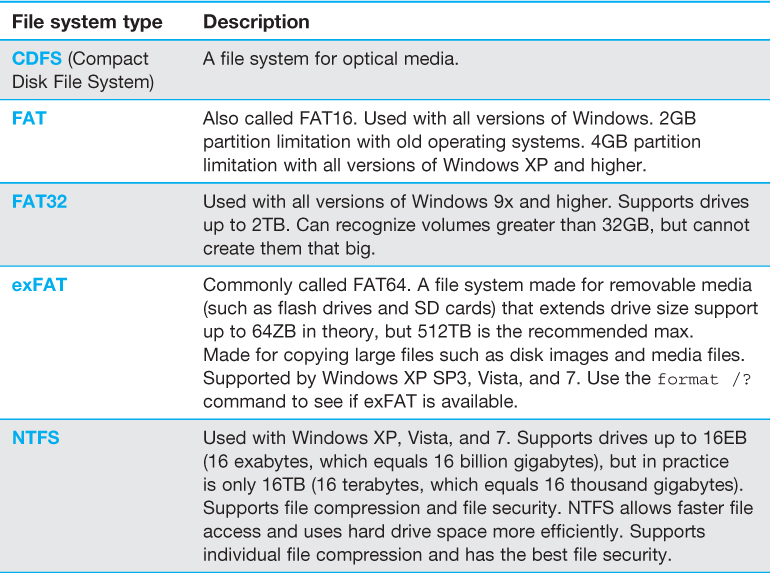 File system type Description
CDFS (Compact Disk File System) A file system for optical media.
FAT Also called FAT16. Used with all versions of Windows. 2GB
partition limitation with old operating systems. 4GB partition
limitation with all versions of Windows XP and higher.
FAT32 Used with all versions of Windows 9x and higher. Supports drives
up to 2TB. Can recognize volumes greater than 32GB, but cannot
create them that big.
exFAT Commonly called FAT64. A file system made for removable media
(such as flash drives and SD cards) that extends drive size support
up to 64ZB in theory, but 512TB is the recommended max.
Made for copying large files such as disk images and media files.
Supported by Windows XP SP3, Vista, and 7. Use the format /?
command to see if exFAT is available.
NTFS Used with Windows XP, Vista, and 7. Supports drives up to 16EB
(16 exabytes, which equals 16 billion gigabytes), but in practice
is only 16TB (16 terabytes, which equals 16 thousand gigabytes).
Supports file compression and file security. NTFS allows faster file
access and uses hard drive space more efficiently. Supports
individual file compression and has the best file security.